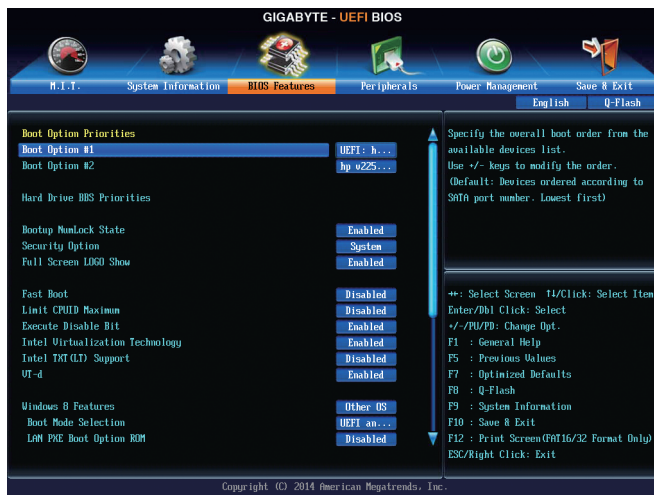 GIGABYTE - UEFI BIOS
M.I.T. System Information BIOS Features Peripherals Power Management Save & Exit
English Q-Flash
Boot Option Priorities
Boot Option #1 UEFI: h...
Boot Option #2 hp v225...
Hard Drive BBS Priorities
Bootup NumLock State Enabled
Security Option System
Full Screen LOGO Show Enabled
Fast Boot Disabled
Limit CPUID Maximum Disabled
Execute Disable Bit Enabled
Intel Virtualization Technology Enabled
Intel TXT(LT) Support Disabled
VT-d Enabled
Windows 8 Features Other OS
Boot Mode Selection UEFI an...
LAN PXE Boot Option ROM Disabled
Specify the overall boot order from the
available devices list.
Use +/- keys to modify the order.
(Default: Devices ordered according to
SATA port number. Lowest first)
→←: Select Screen ↑↓/Click: Select Item
Enter/Dbl Click: Select
+/-/PU/PD: Change Opt.
F1 : General Help
F5 : Previous Values
F7 : Optimized Defaults
F8 : Q-Flash
F9 : System Information
F10 : Save & Exit
F12 : Print Screen(FAT16/32 Format Only)
ESC/Right Click: Exit
Copyright (C) 2014 American Megatrends, Inc.